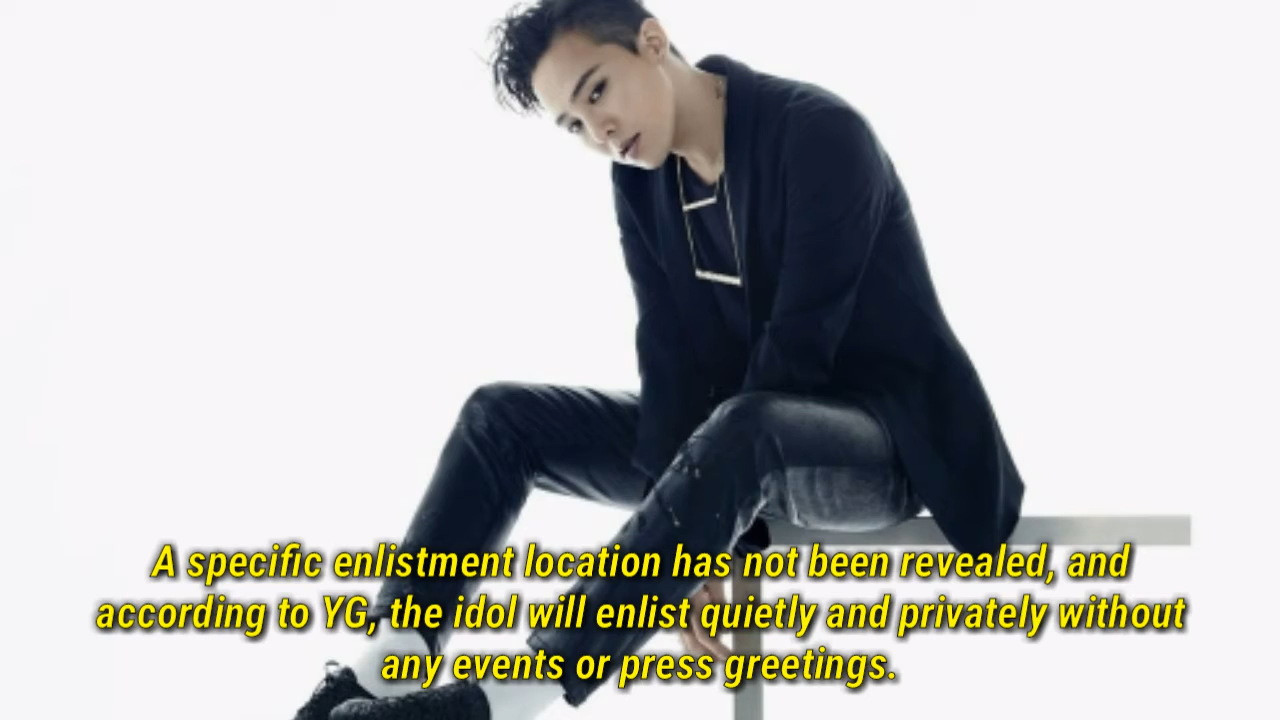 A specific enlistment location has not been revealed, and
according to YG, the idol will enlist quietly and privately without
any events or press greetings.